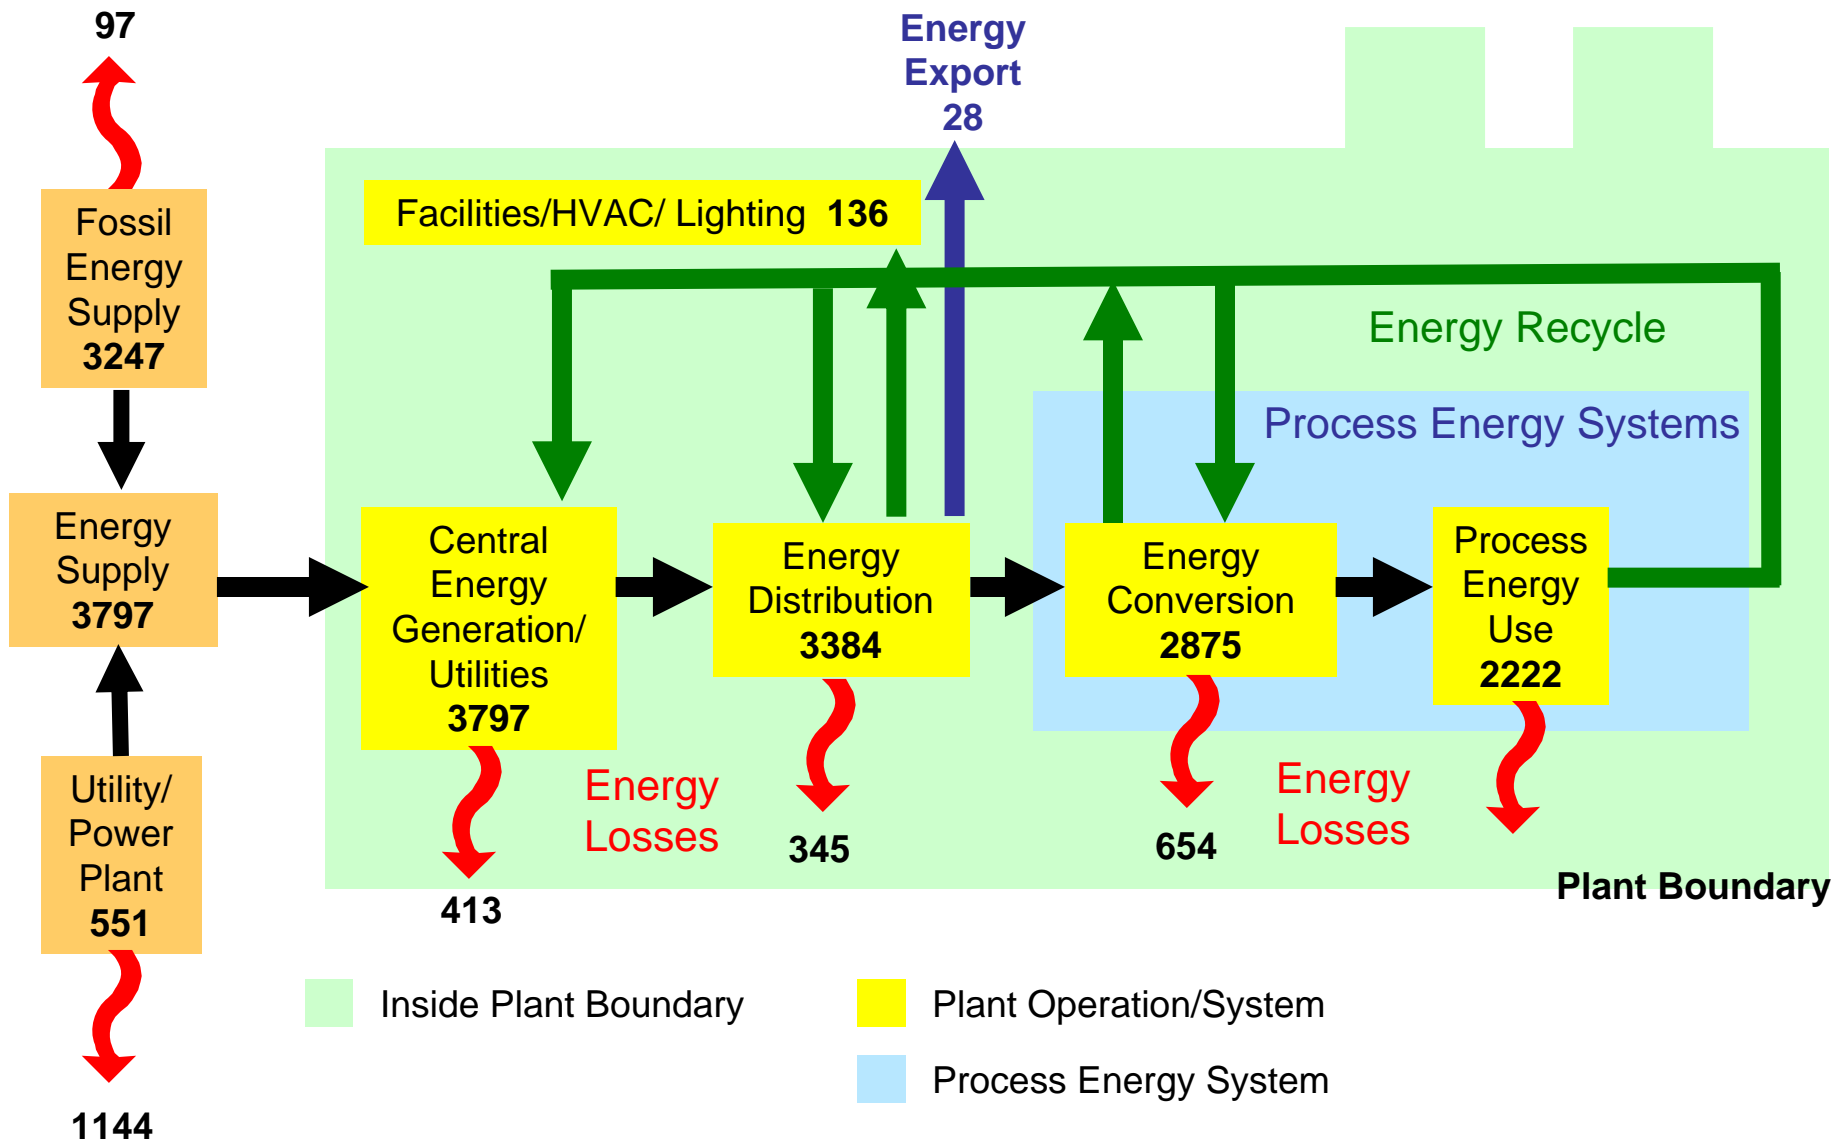 97
Energy
Export
28
Fossil
Energy
Supply
3247
Facilities/HVAC/ Lighting 136
Energy Recycle
Process Energy Systems
Energy
Supply
3797
Central
Energy
Generation/
Utilities
3797
Energy
Distribution
3384
Energy
Conversion
2875
Process
Energy
Use
2222
Utility/
Power
Plant
551
Energy
Losses
413
345
654
Energy
Losses
Plant Boundary
1144
Inside Plant Boundary
Plant Operation/System
Process Energy System